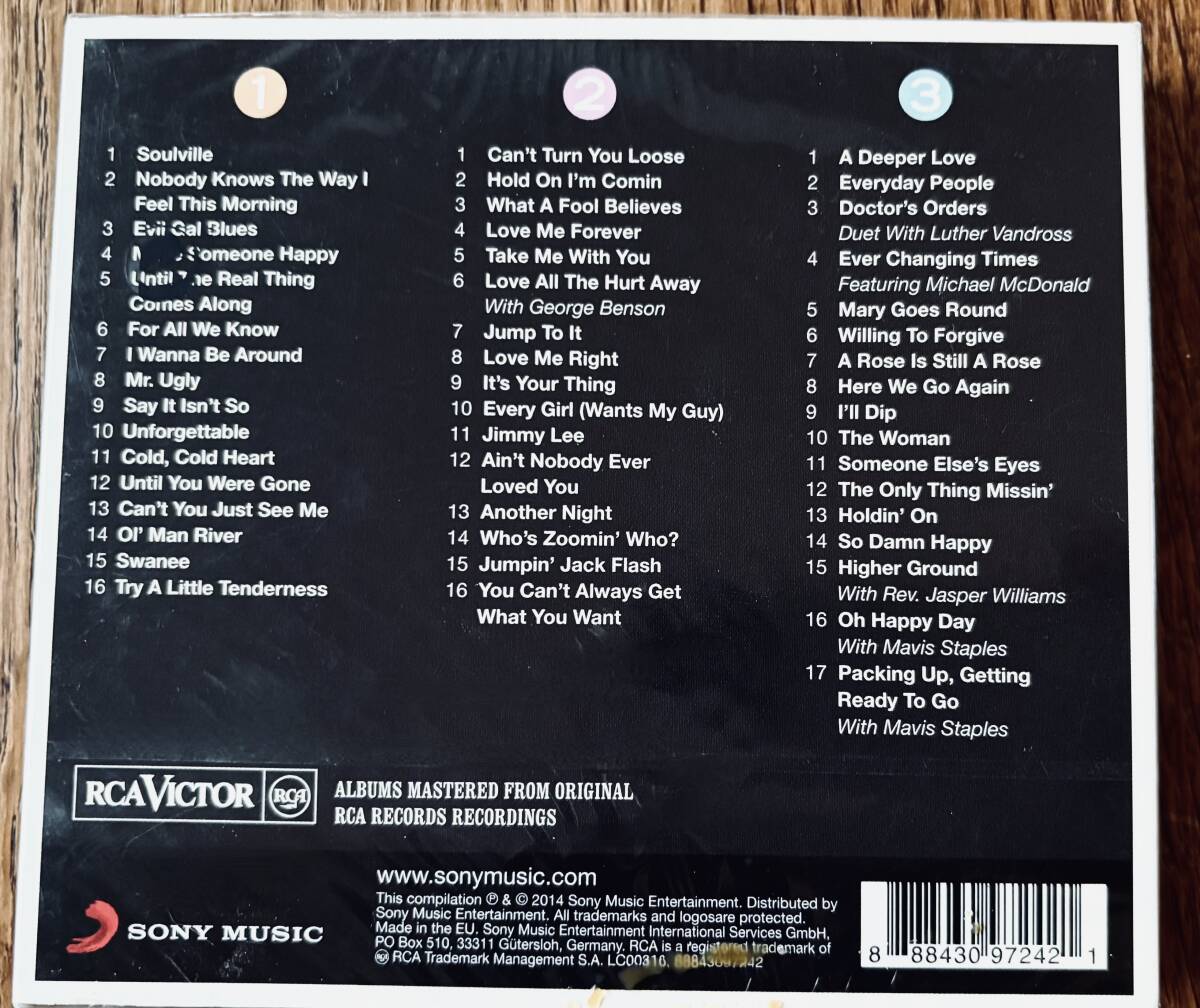 1
1 Soulville
2 Nobody Knows The Way I
Feel This Morning
3 Evil Gal Blues
4 Someone Happy
5 Until The Real Thing
Comes Along
6 For All We Know
7 I Wanna Be Around
8 Mr. Ugly
9 Say It Isn't So
10 Unforgettable
11 Cold, Cold Heart
12 Until You Were Gone
13 Can't You Just See Me
14 Ol' Man River
15 Swanee
16 Try A Little Tenderness
2
1 Can't Turn You Loose
2 Hold On I'm Comin
3 What A Fool Believes
4 Love Me Forever
5 Take Me With You
6 Love All The Hurt Away
With George Benson
7 Jump To It
8 Love Me Right
9 It's Your Thing
10 Every Girl (Wants My Guy)
11 Jimmy Lee
12 Ain't Nobody Ever
Loved You
13 Another Night
14 Who's Zoomin' Who?
15 Jumpin' Jack Flash
16 You Can't Always Get
What You Want
3
1 A Deeper Love
2 Everyday People
3 Doctor's Orders
Duet With Luther Vandross
4 Ever Changing Times
Featuring Michael McDonald
5 Mary Goes Round
6 Willing To Forgive
7 A Rose Is Still A Rose
8 Here We Go Again
9 I'll Dip
10 The Woman
11 Someone Else's Eyes
12 The Only Thing Missin'
13 Holdin' On
14 So Damn Happy
15 Higher Ground
With Rev. Jasper Williams
16 Oh Happy Day
With Mavis Staples
17 Packing Up, Getting
Ready To Go
With Mavis Staples
RCA VICTOR RCA
ALBUMS MASTERED FROM ORIGINAL
RCA RECORDS RECORDINGS
SONY MUSIC
www.sonymusic.com
This compilation ℗ & © 2014 Sony Music Entertainment. Distributed by
Sony Music Entertainment. All trademarks and logosare protected.
Made in the EU. Sony Music Entertainment International Services GmbH,
PO Box 510, 33311 Gütersloh, Germany. RCA is a registered trademark of
RCA Trademark Management S.A. LC00316, 88843097242
8 88430 97242 1